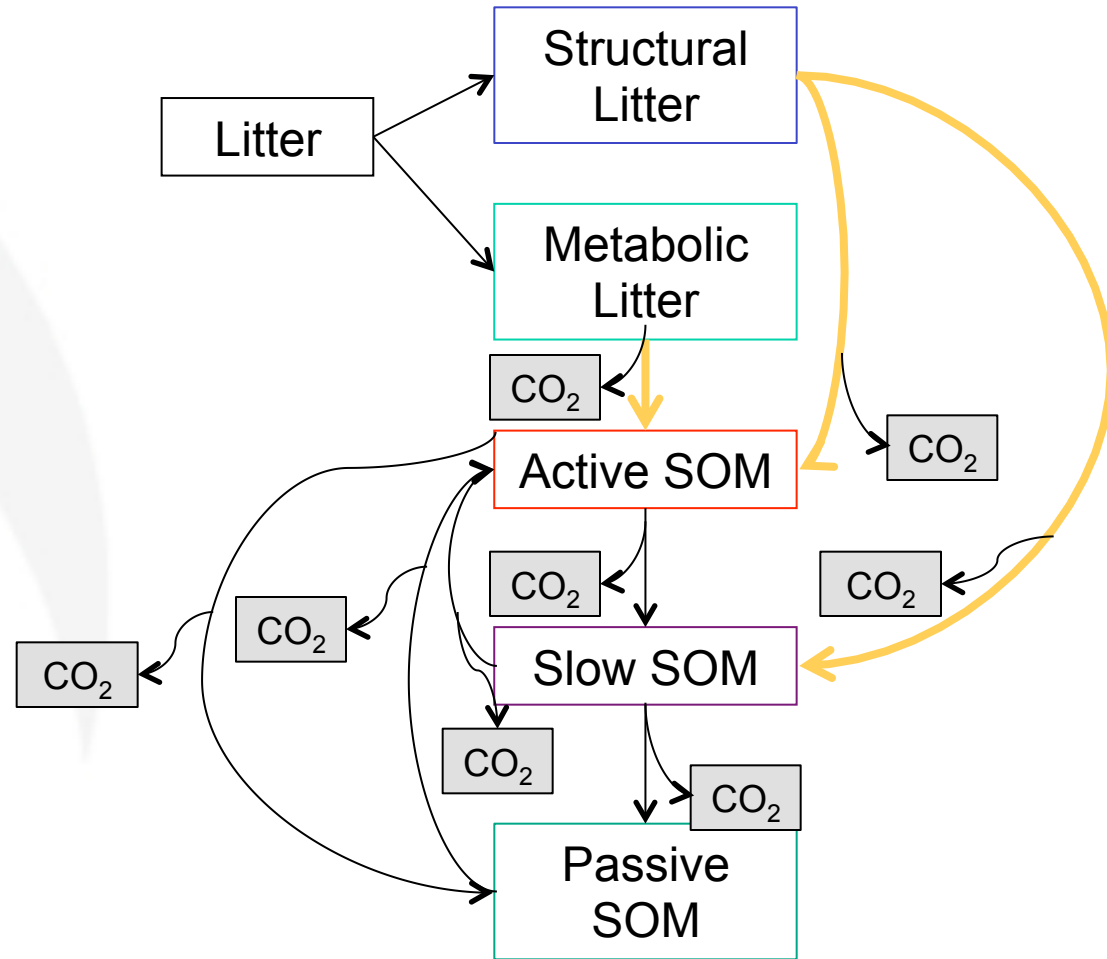 Structural
Litter
Litter
Metabolic
Litter
CO₂
Active SOM
CO₂
CO₂
CO₂
CO₂
Slow SOM
CO₂
CO₂
CO₂
Passive
SOM